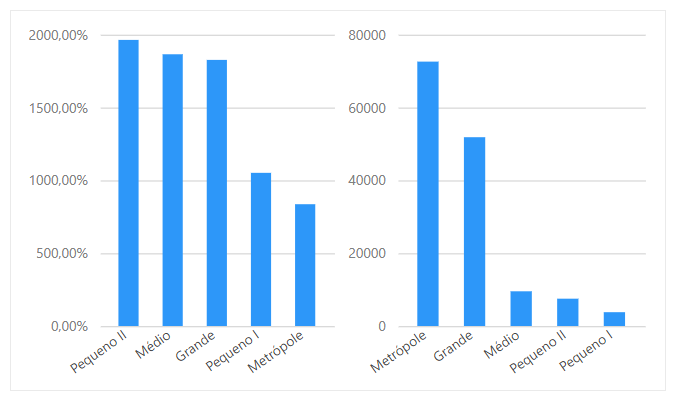 2000,00%
1500,00%
1000,00%
500,00%
0,00%
Pequeno II
Médio
Grande
Pequeno I
Metrópole
80000
60000
40000
20000
0
Metrópole
Grande
Médio
Pequeno II
Pequeno I